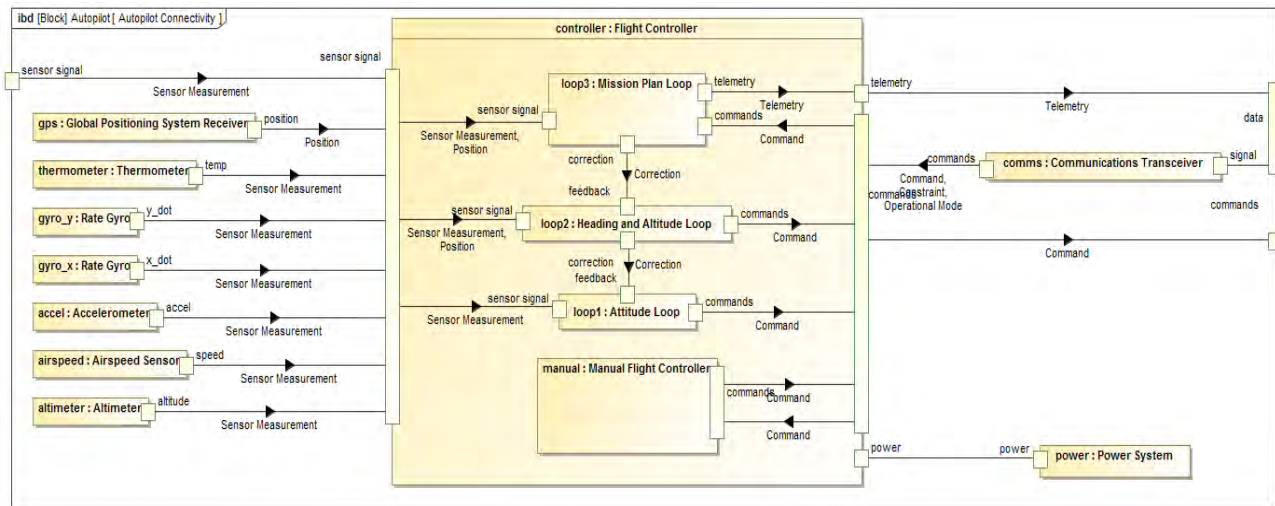 ibd [Block] Autopilot [ Autopilot Connectivity ]
controller : Flight Controller
sensor signal
sensor signal
Sensor Measurement
loop3 : Mission Plan Loop
telemetry
Telemetry
telemetry
Telemetry
data
gps : Global Positioning System Receiver
position
Position
sensor signal
Sensor Measurement,
Position
commands
Command
correction
Correction
feedback
commands
Command,
Constraint,
Operational Mode
commands
comms : Communications Transceiver
signal
thermometer : Thermometer
temp
Sensor Measurement
gyro_y : Rate Gyro
y_dot
Sensor Measurement
sensor signal
Sensor Measurement,
Position
loop2 : Heading and Altitude Loop
commands
Command
commands
Command
gyro_x : Rate Gyro
x_dot
Sensor Measurement
correction
Correction
feedback
accel : Accelerometer
accel
Sensor Measurement
sensor signal
Sensor Measurement
loop1 : Attitude Loop
commands
Command
airspeed : Airspeed Sensor
speed
Sensor Measurement
manual : Manual Flight Controller
commands
Command
Command
altimeter : Altimeter
altitude
Sensor Measurement
power
power
power : Power System